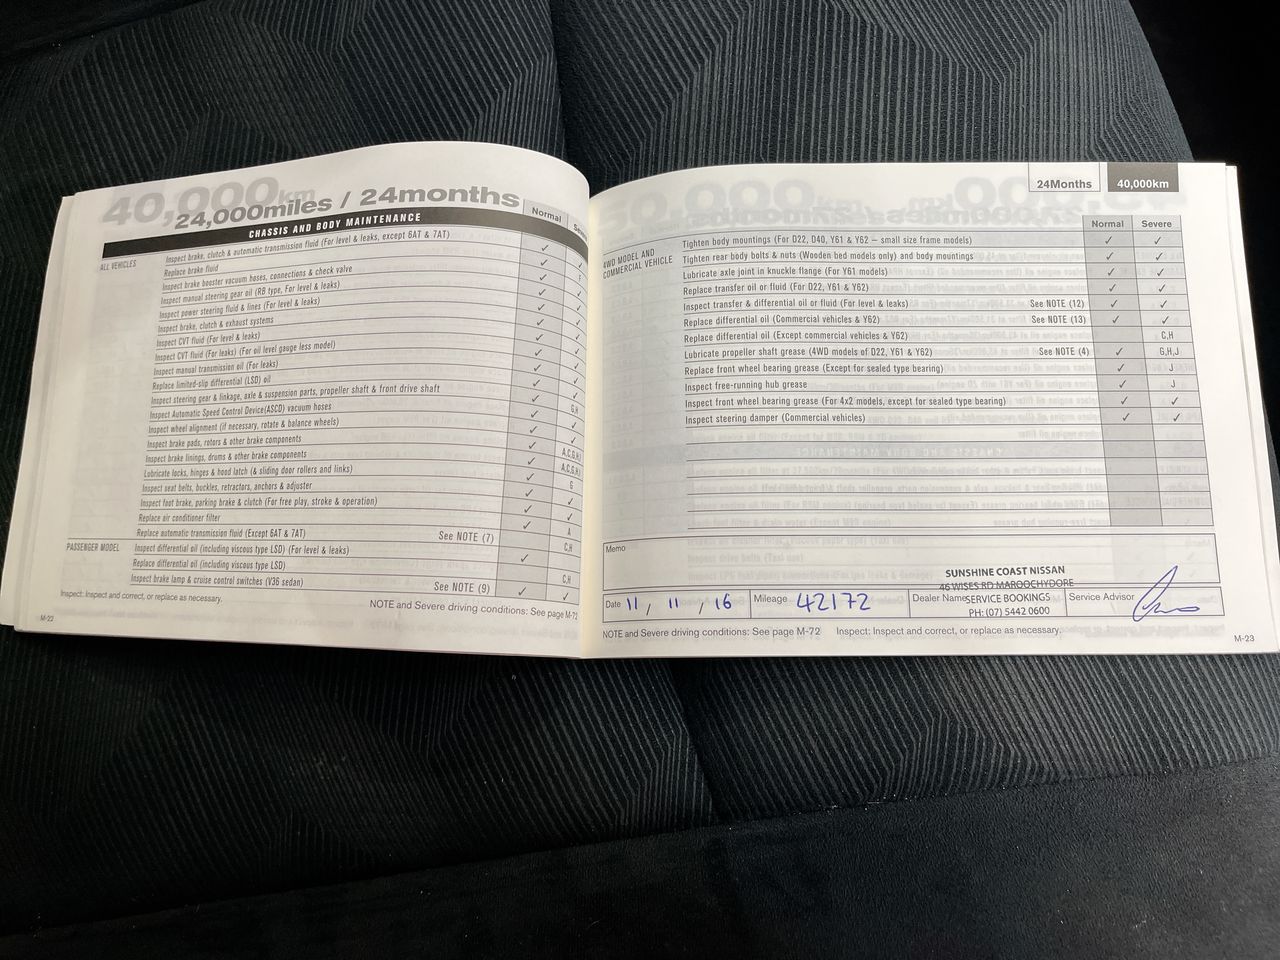 40,000km
24,000miles / 24months
CHASSIS AND BODY MAINTENANCE
Normal
ALL VEHICLES
Inspect brake, clutch & automatic transmission fluid (For level & leaks, except 6AT & 7AT) ✓
Replace brake fluid ✓
Inspect brake booster vacuum hoses, connections & check valve ✓
Inspect manual steering gear oil (RB type, For level & leaks) ✓
Inspect power steering fluid & lines (For level & leaks) ✓
Inspect brake, clutch & exhaust systems ✓
Inspect CVT fluid (For level & leaks) ✓
Inspect CVT fluid (For leaks) (For oil level gauge less model) ✓
Inspect manual transmission oil (For leaks) ✓
Replace limited-slip differential (LSD) oil G,H
Inspect steering gear & linkage, axle & suspension parts, propeller shaft & front drive shaft ✓
Inspect Automatic Speed Control Device(ASCD) vacuum hoses ✓
Inspect wheel alignment (if necessary, rotate & balance wheels) ✓
Inspect brake pads, rotors & other brake components ✓
Inspect brake linings, drums & other brake components ✓
Lubricate locks, hinges & hood latch (& sliding door rollers and links) ✓ G
Inspect seat belts, buckles, retractors, anchors & adjuster ✓ ✓
Inspect foot brake, parking brake & clutch (For free play, stroke & operation) ✓ ✓
Replace air conditioner filter ✓ A
Replace automatic transmission fluid (Except 6AT & 7AT) See NOTE (7) C,H
PASSENGER MODEL
Inspect differential oil (including viscous type LSD) (For level & leaks) ✓
Replace differential oil (including viscous type LSD) C,H
Inspect brake lamp & cruise control switches (V36 sedan) See NOTE (9) ✓ ✓
Inspect: Inspect and correct, or replace as necessary.
NOTE and Severe driving conditions: See page M-72
M-22
24Months 40,000km
Normal Severe
4WD MODEL AND
COMMERCIAL VEHICLE
Tighten body mountings (For D22, D40, Y61 & Y62 – small size frame models) ✓ ✓
Tighten rear body bolts & nuts (Wooden bed models only) and body mountings ✓ ✓
Lubricate axle joint in knuckle flange (For Y61 models) ✓ ✓
Replace transfer oil or fluid (For D22, Y61 & Y62) ✓ ✓
Inspect transfer & differential oil or fluid (For level & leaks) See NOTE (12) ✓ ✓
Replace differential oil (Commercial vehicles & Y62) See NOTE (13) ✓ ✓
Replace differential oil (Except commercial vehicles & Y62) C,H
Lubricate propeller shaft grease (4WD models of D22, Y61 & Y62) See NOTE (4) ✓ G,H,J
Replace front wheel bearing grease (Except for sealed type bearing) ✓ J
Inspect free-running hub grease ✓ J
Inspect front wheel bearing grease (For 4x2 models, except for sealed type bearing) ✓ ✓
Inspect steering damper (Commercial vehicles) ✓ ✓
Memo
SUNSHINE COAST NISSAN
46 WISES RD MAROOCHYDORE
SERVICE BOOKINGS
PH: (07) 5442 0600
Date 11 / 11 / 16 Mileage 42172 Dealer Name Service Advisor
NOTE and Severe driving conditions: See page M-72 Inspect: Inspect and correct, or replace as necessary.
M-23